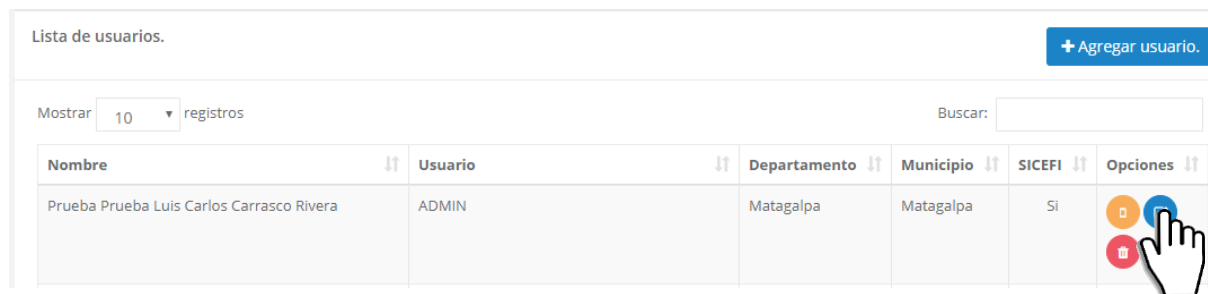 Lista de usuarios.
+ Agregar usuario.
Mostrar 10 registros
Buscar:
Nombre Usuario Departamento Municipio SICEFI Opciones
Prueba Prueba Luis Carlos Carrasco Rivera ADMIN Matagalpa Matagalpa Si